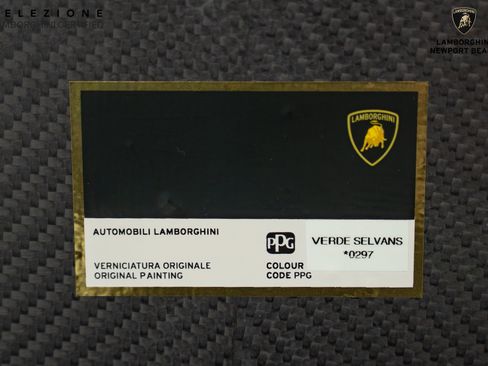 ELEZIONE
LAMBORGHINI CERTIFIED
LAMBORGHINI
NEWPORT BEA
LAMBORGHINI
AUTOMOBILI LAMBORGHINI
PPG
VERDE SELVANS
*0297
VERNICIATURA ORIGINALE
ORIGINAL PAINTING
COLOUR
CODE PPG